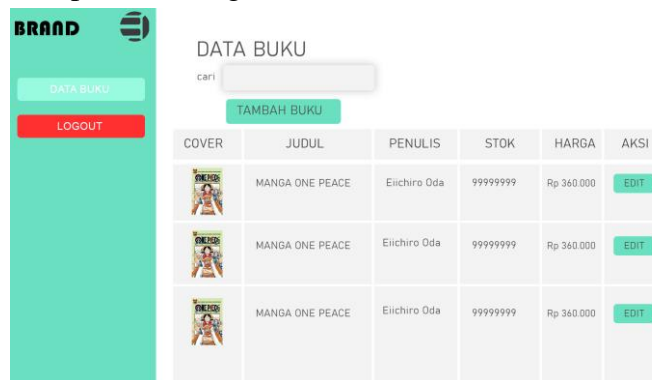 BRAND
DATA BUKU
LOGOUT
DATA BUKU
cari
TAMBAH BUKU
COVER JUDUL PENULIS STOK HARGA AKSI
MANGA ONE PEACE Eiichiro Oda 99999999 Rp 360.000 EDIT
MANGA ONE PEACE Eiichiro Oda 99999999 Rp 360.000 EDIT
MANGA ONE PEACE Eiichiro Oda 99999999 Rp 360.000 EDIT